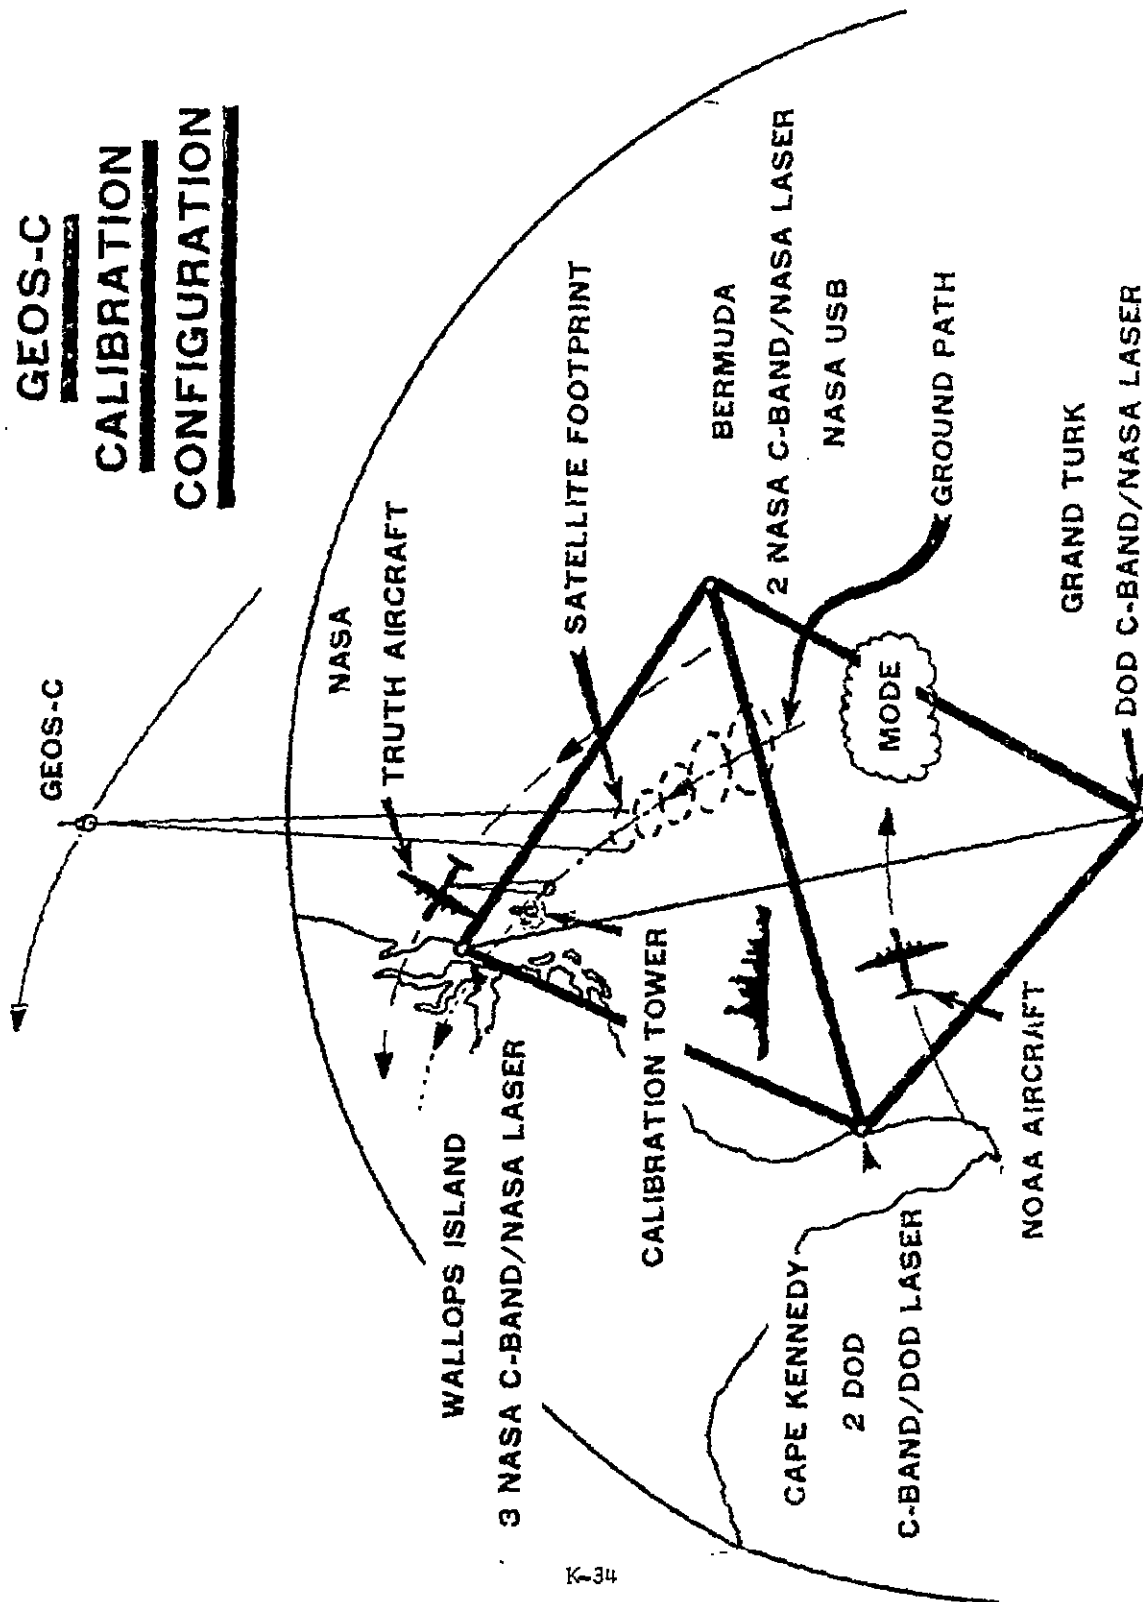 GEOS-C
CALIBRATION
CONFIGURATION
GEOS-C
NASA
TRUTH AIRCRAFT
SATELLITE FOOTPRINT
WALLOPS ISLAND
3 NASA C-BAND/NASA LASER
CALIBRATION TOWER
BERMUDA
2 NASA C-BAND/NASA LASER
NASA USB
GROUND PATH
MODE
CAPE KENNEDY
2 DOD
C-BAND/DOD LASER
NOAA AIRCRAFT
GRAND TURK
DOD C-BAND/NASA LASER
K-34